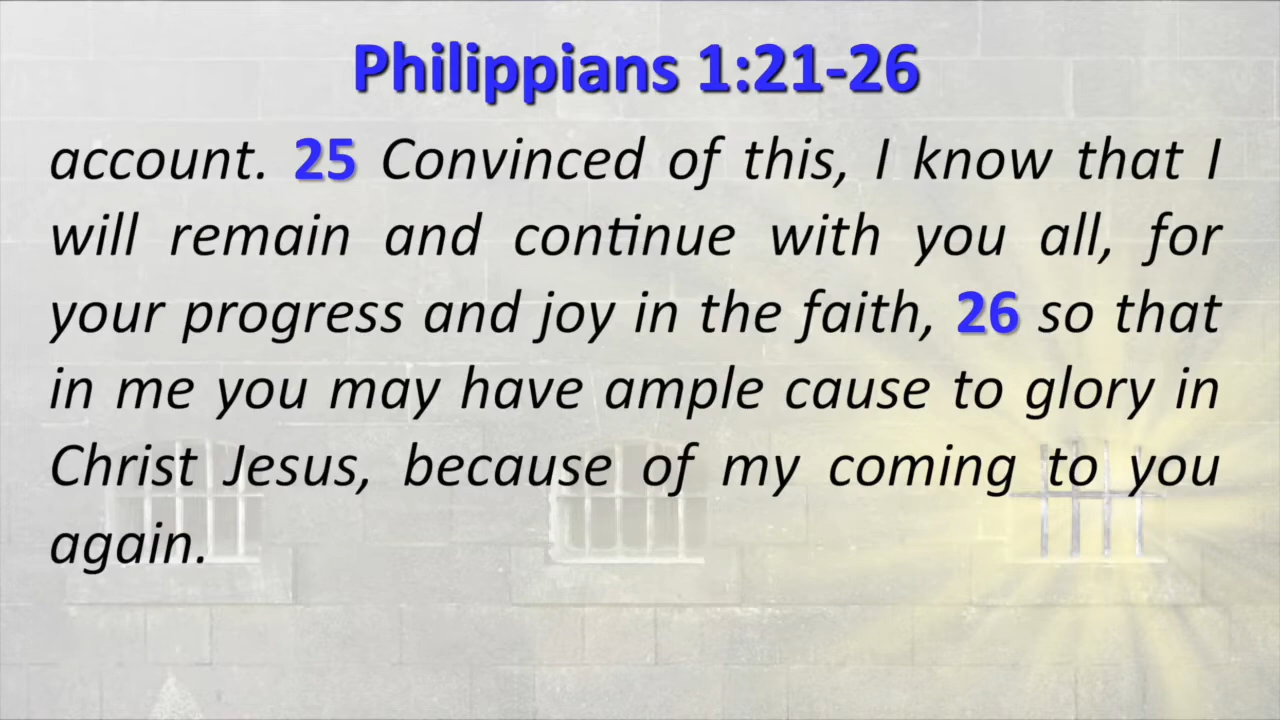 Philippians 1:21-26
account. 25 Convinced of this, I know that I
will remain and continue with you all, for
your progress and joy in the faith, 26 so that
in me you may have ample cause to glory in
Christ Jesus, because of my coming to you
again.